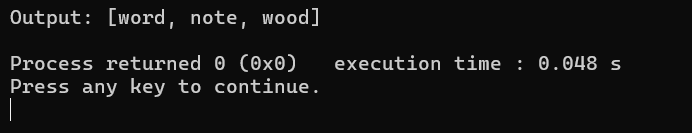 Output: [word, note, wood]
Process returned 0 (0x0)   execution time : 0.048 s
Press any key to continue.